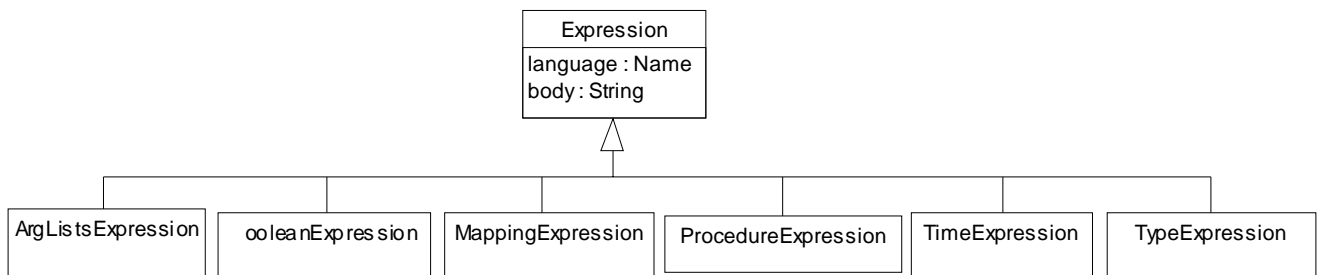 Expression
language : Name
body : String
ArgListsExpression
ooleanExpression
MappingExpression
ProcedureExpression
TimeExpression
TypeExpression